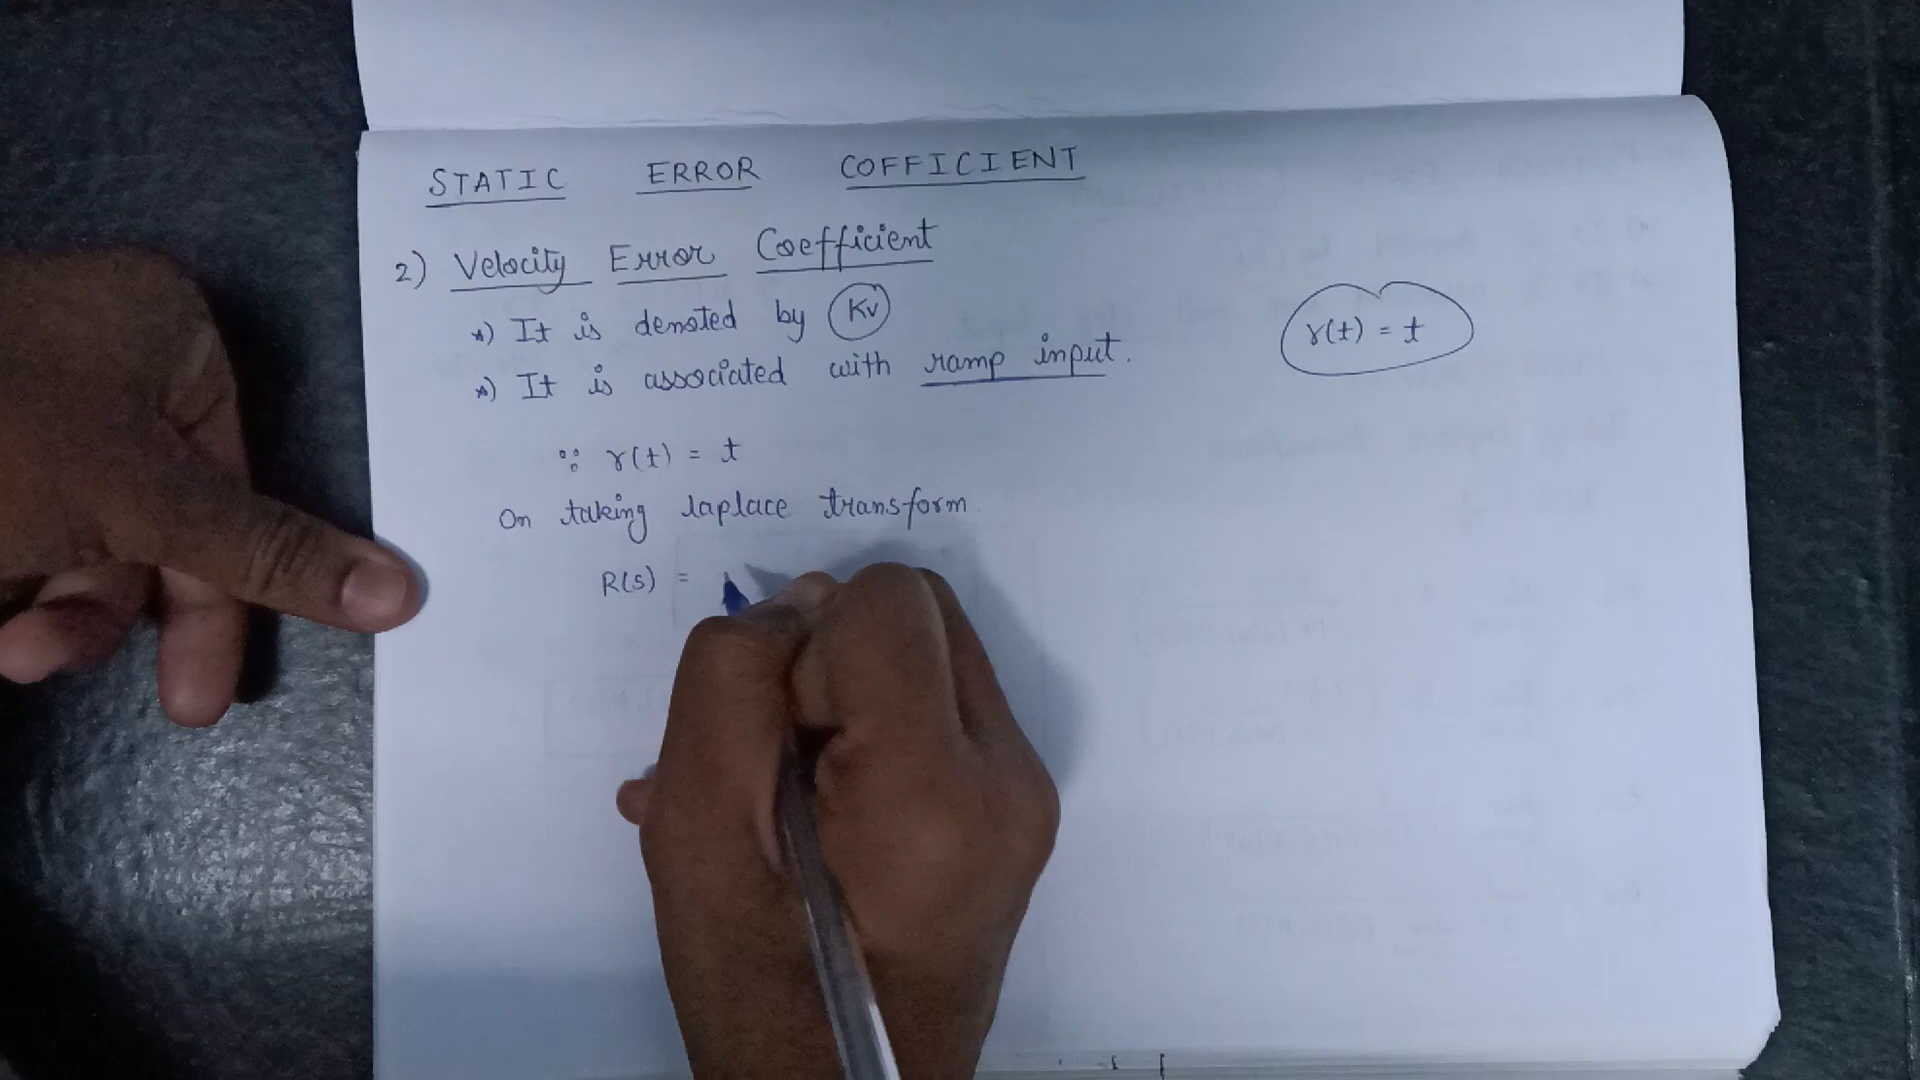 STATIC ERROR COFFICIENT
2) Velocity Error Coefficient
*) It is denoted by Kv
*) It is associated with ramp input.
r(t) = t
∵ r(t) = t
On taking laplace transform
R(s) =